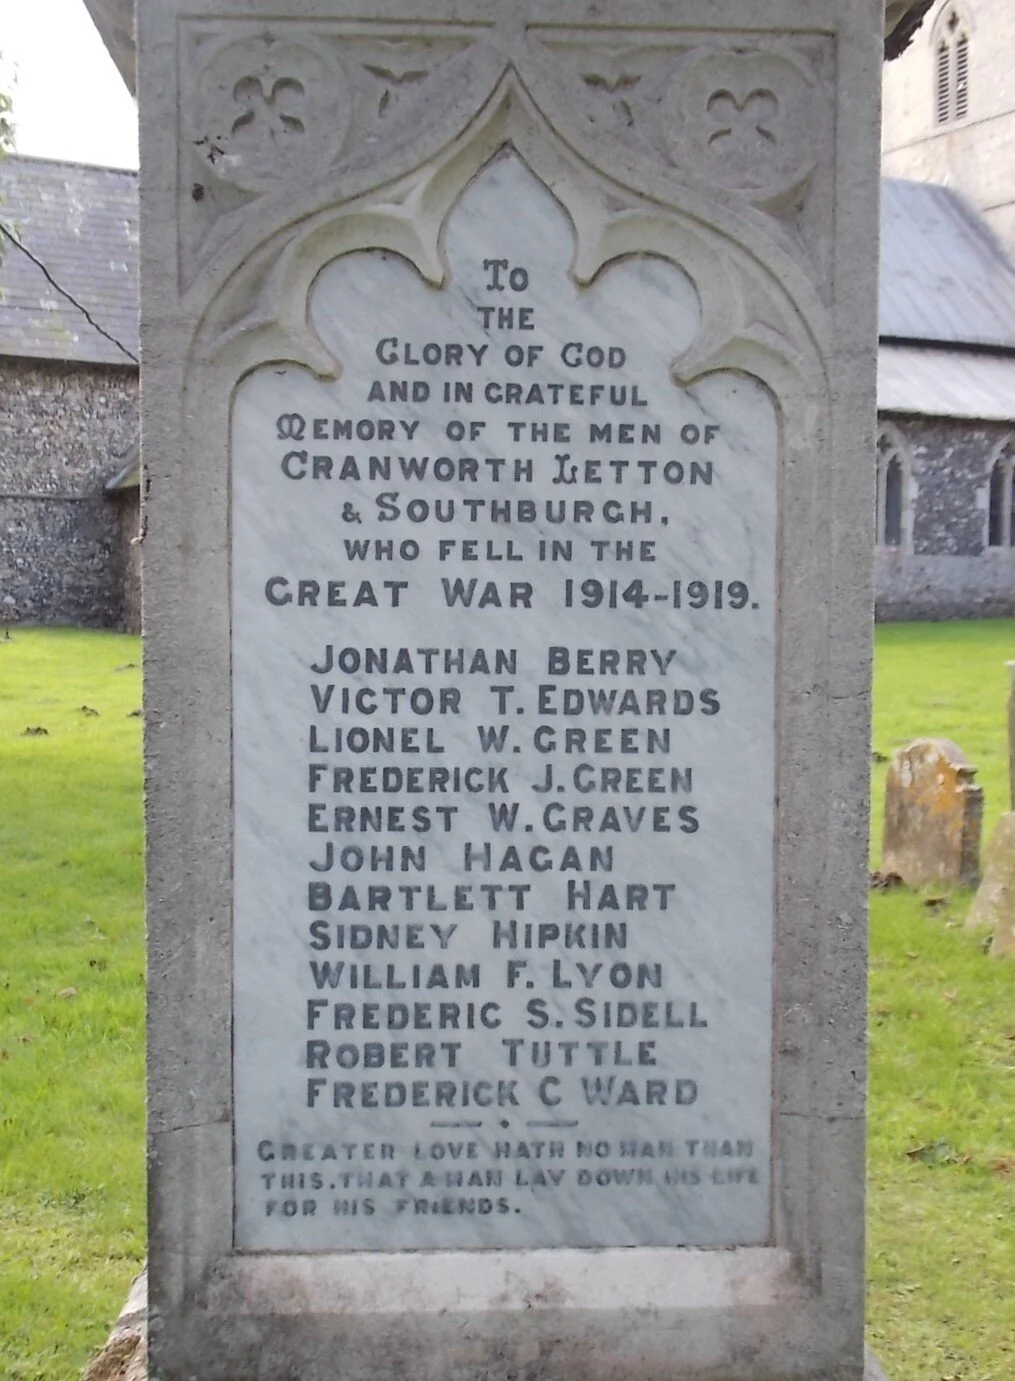 To
THE
GLORY OF GOD
AND IN GRATEFUL
MEMORY OF THE MEN OF
CRANWORTH LETTON
& SOUTHBURGH,
WHO FELL IN THE
GREAT WAR 1914-1919.
JONATHAN BERRY
VICTOR T. EDWARDS
LIONEL W. GREEN
FREDERICK J. GREEN
ERNEST W. GRAVES
JOHN HAGAN
BARTLETT HART
SIDNEY HIPKIN
WILLIAM F. LYON
FREDERIC S. SIDELL
ROBERT TUTTLE
FREDERICK C WARD
GREATER LOVE HATH NO MAN THAN
THIS. THAT A MAN LAY DOWN HIS LIFE
FOR HIS FRIENDS.